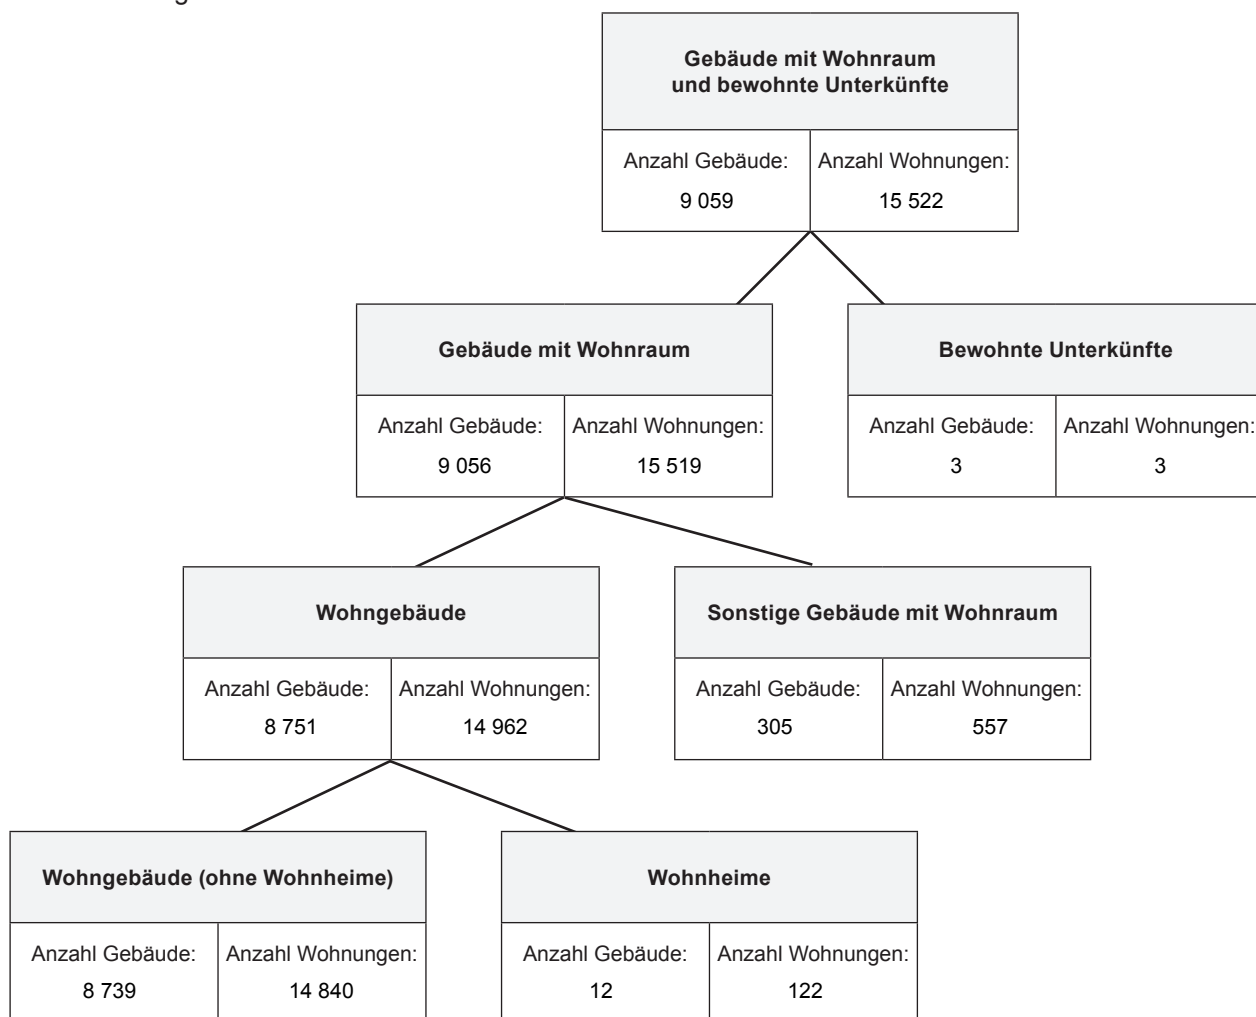 Gebäude mit Wohnraum
und bewohnte Unterkünfte
Anzahl Gebäude: Anzahl Wohnungen:
9 059 15 522
Gebäude mit Wohnraum
Anzahl Gebäude: Anzahl Wohnungen:
9 056 15 519
Bewohnte Unterkünfte
Anzahl Gebäude: Anzahl Wohnungen:
3 3
Wohngebäude
Anzahl Gebäude: Anzahl Wohnungen:
8 751 14 962
Sonstige Gebäude mit Wohnraum
Anzahl Gebäude: Anzahl Wohnungen:
305 557
Wohngebäude (ohne Wohnheime)
Anzahl Gebäude: Anzahl Wohnungen:
8 739 14 840
Wohnheime
Anzahl Gebäude: Anzahl Wohnungen:
12 122